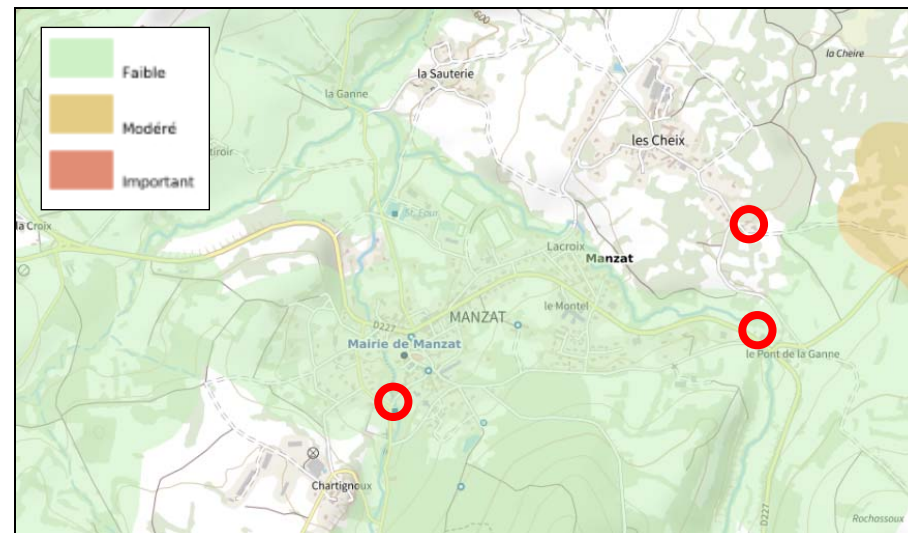 Faible
Modéré
Important
600
la Sauterie
la Ganne
la Cheire
les Cheix
la Croix
Lacroix
Manzat
le Montel
D227
MANZAT
Mairie de Manzat
le Pont de la Ganne
Chartignoux
D227
Rochassoux